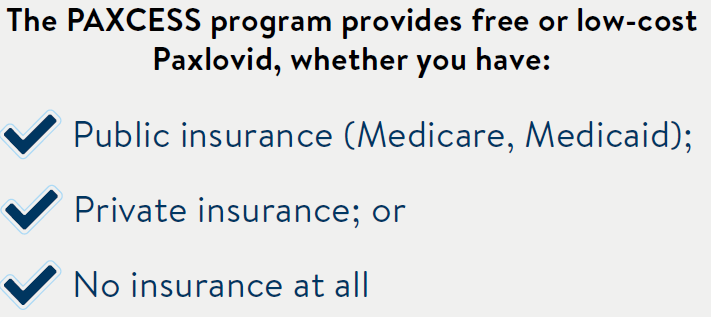 The PAXCESS program provides free or low-cost
Paxlovid, whether you have:
Public insurance (Medicare, Medicaid);
Private insurance; or
No insurance at all